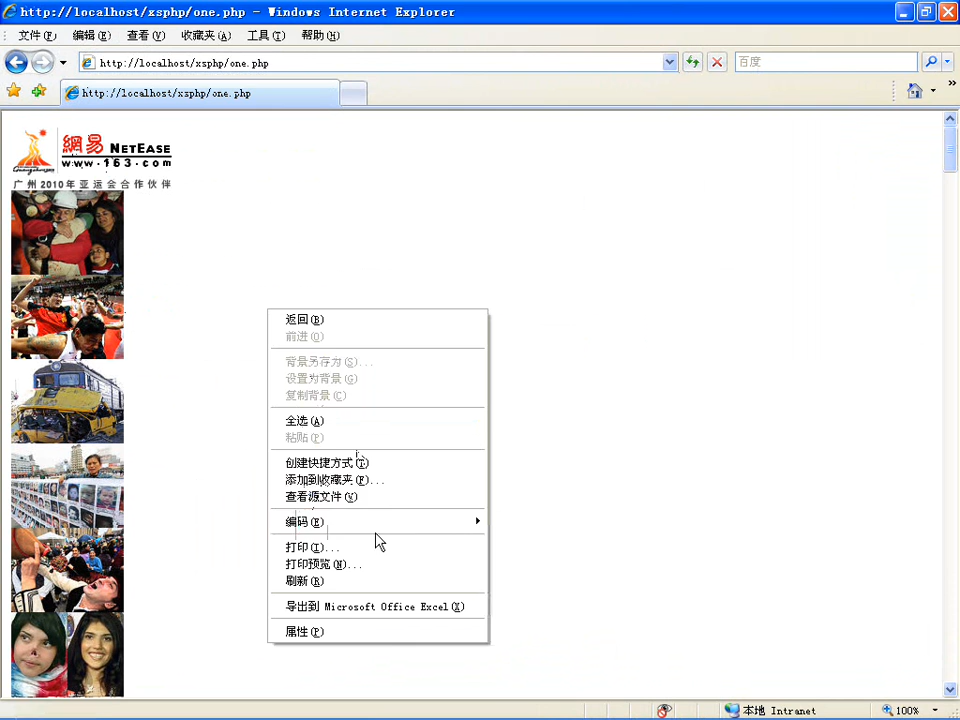 http://localhost/xsphp/one.php - Windows Internet Explorer
文件(F) 编辑(E) 查看(V) 收藏夹(A) 工具(T) 帮助(H)
http://localhost/xsphp/one.php 百度
http://localhost/xsphp/one.php
網易 NETEASE
www.163.com
广州2010年亚运会合作伙伴
返回(B)
前进(O)
背景另存为(S)...
设置为背景(G)
复制背景(C)
全选(A)
粘贴(P)
创建快捷方式(T)
添加到收藏夹(F)...
查看源文件(V)
编码(E)
打印(I)...
打印预览(N)...
刷新(R)
导出到 Microsoft Office Excel(X)
属性(P)
本地 Intranet 100%